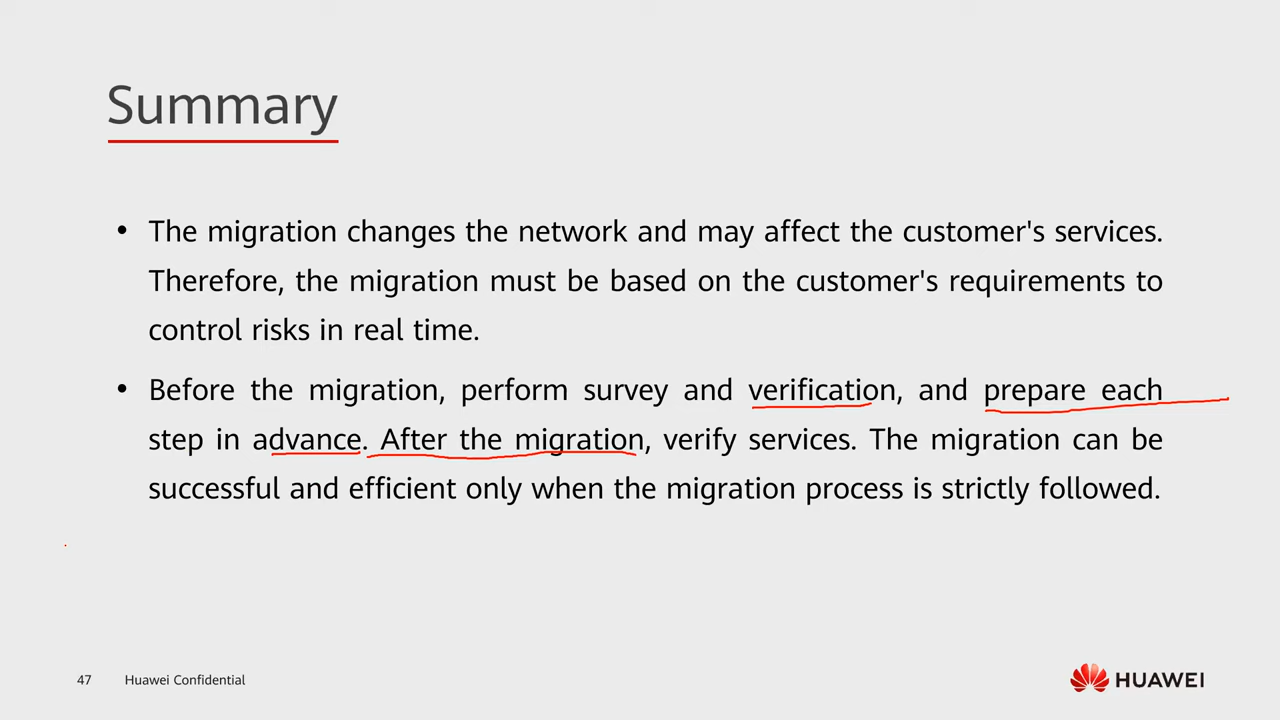 Summary
• The migration changes the network and may affect the customer's services.
Therefore, the migration must be based on the customer's requirements to
control risks in real time.
• Before the migration, perform survey and verification, and prepare each
step in advance. After the migration, verify services. The migration can be
successful and efficient only when the migration process is strictly followed.
47 Huawei Confidential
HUAWEI